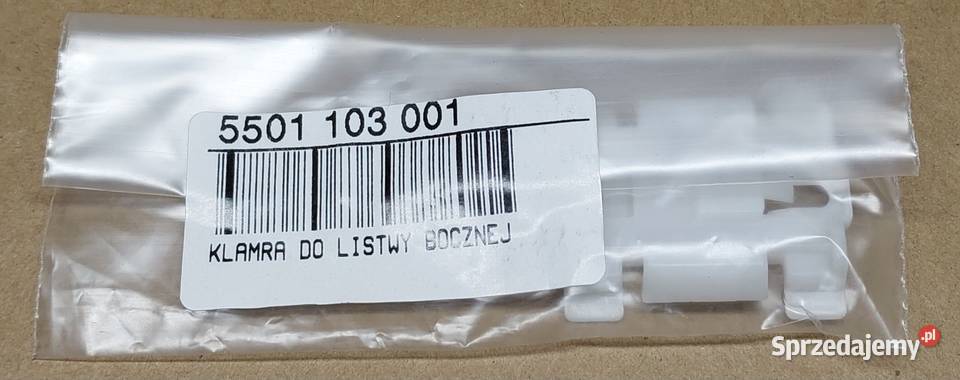 5501 103 001
KLAMRA DO LISTWY BOCZNEJ
Sprzedajemy.pl